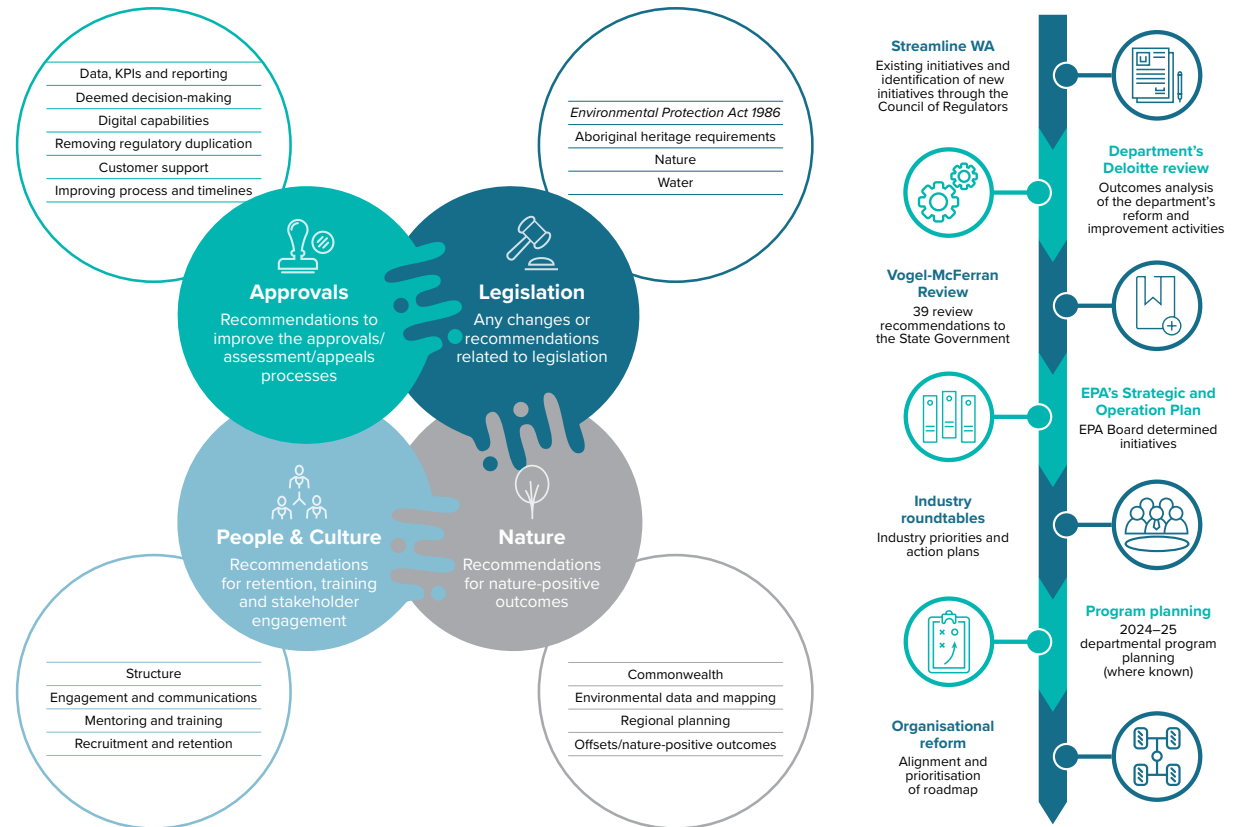 Data, KPIs and reporting
Deemed decision-making
Digital capabilities
Removing regulatory duplication
Customer support
Improving process and timelines
Environmental Protection Act 1986
Aboriginal heritage requirements
Nature
Water
Approvals
Recommendations to
improve the approvals/
assessment/appeals
processes
Legislation
Any changes or
recommendations
related to legislation
People & Culture
Recommendations
for retention, training
and stakeholder
engagement
Nature
Recommendations
for nature-positive
outcomes
Structure
Engagement and communications
Mentoring and training
Recruitment and retention
Commonwealth
Environmental data and mapping
Regional planning
Offsets/nature-positive outcomes
Streamline WA
Existing initiatives and
identification of new
initiatives through the
Council of Regulators
Department’s
Deloitte review
Outcomes analysis
of the department’s
reform and
improvement activities
Vogel-McFerran
Review
39 review
recommendations to
the State Government
EPA’s Strategic and
Operation Plan
EPA Board determined
initiatives
Industry
roundtables
Industry priorities and
action plans
Program planning
2024–25
departmental program
planning
(where known)
Organisational
reform
Alignment and
prioritisation
of roadmap